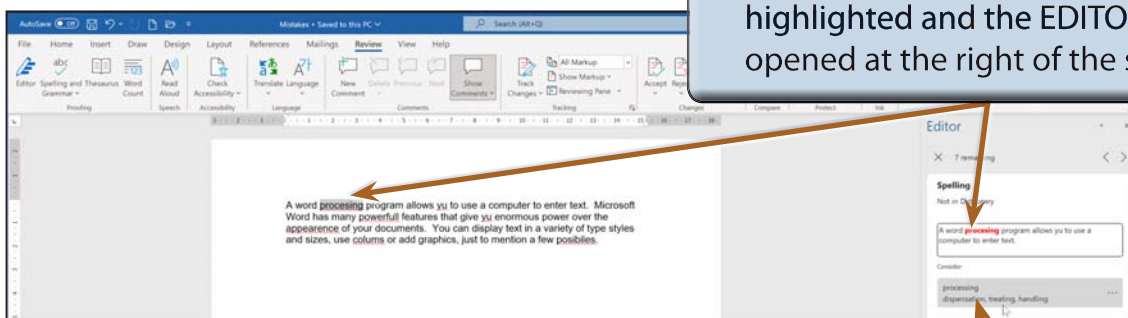 highlighted and the EDITO
opened at the right of the s
AutoSave Off Mistakes • Saved to this PC Search (Alt+Q)
File Home Insert Draw Design Layout References Mailings Review View Help
Editor Spelling and Grammar Thesaurus Word Count Read Aloud Check Accessibility Translate Language New Comment Delete Previous Next Show Comments Track Changes All Markup Show Markup Reviewing Pane Accept
Proofing Speech Accessibility Language Comments Tracking Changes Compare Protect Ink
Editor
7 remaining
Spelling
Not in
A word procesing program allows yu to use a
computer to enter text.
Consider
processing
dispensation, treating, handling
A word procesing program allows yu to use a computer to enter text. Microsoft
Word has many powerfull features that give yu enormous power over the
appearence of your documents. You can display text in a variety of type styles
and sizes, use colums or add graphics, just to mention a few posibiles.